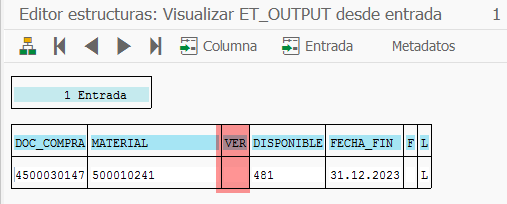 Editor estructuras: Visualizar ET_OUTPUT desde entrada 1
Columna Entrada Metadatos
1 Entrada
DOC_COMPRA MATERIAL VER DISPONIBLE FECHA_FIN F L
4500030147 500010241 481 31.12.2023 L